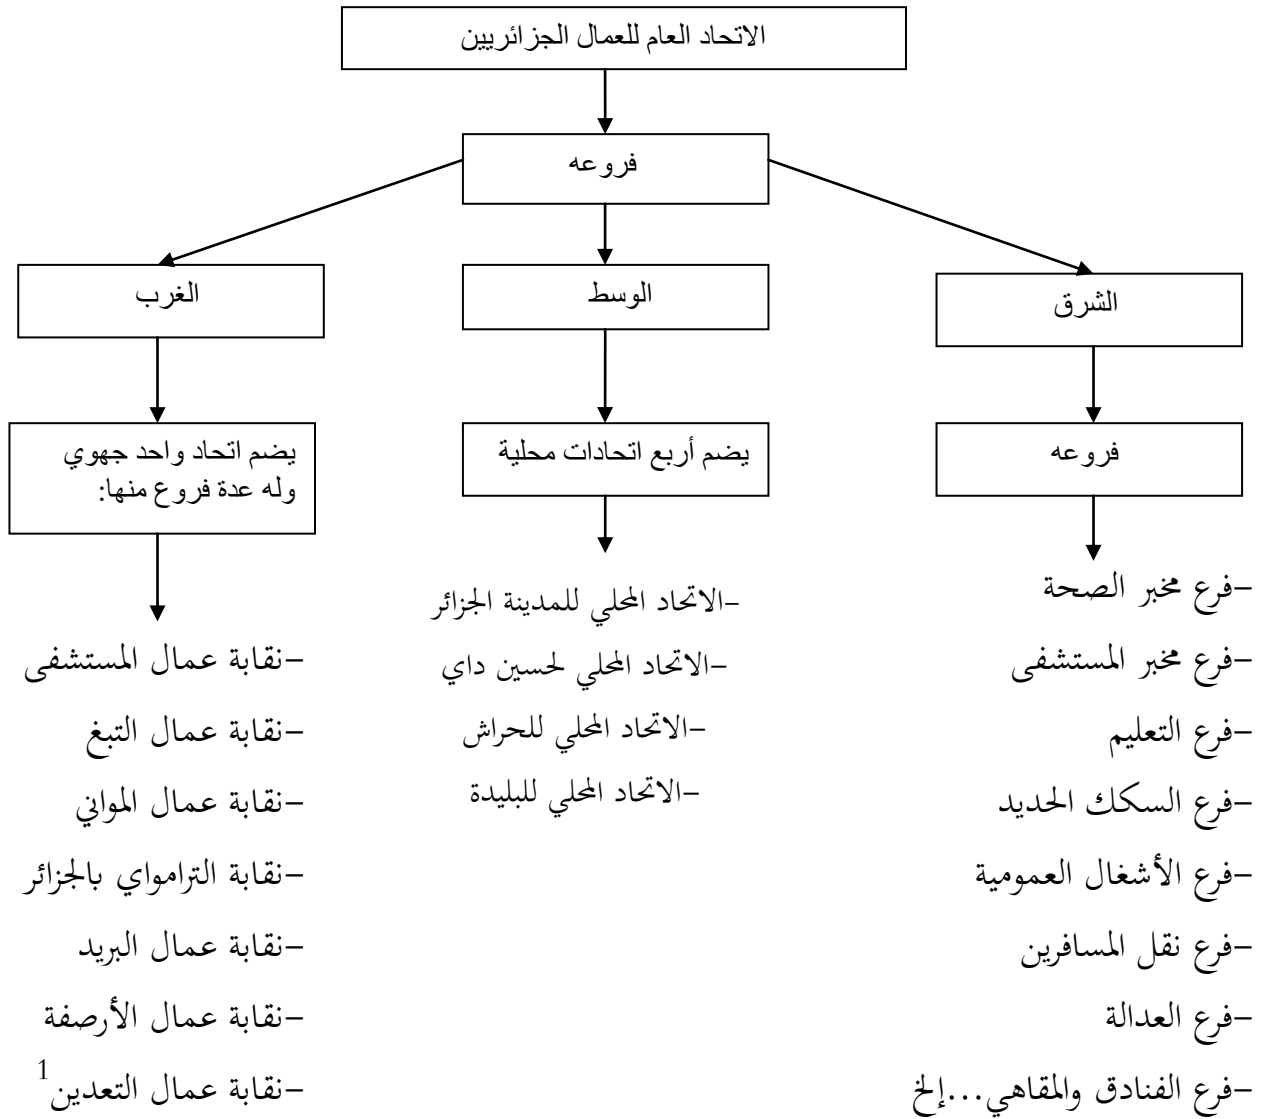 الاتحاد العام للعمال الجزائريين
فروعه
الشرق
الوسط
الغرب
فروعه
يضم أربع اتحادات محلية
يضم اتحاد واحد جهوي
وله عدة فروع منها:
-فرع مخبر الصحة
-فرع مخبر المستشفى
-فرع التعليم
-فرع السكك الحديد
-فرع الأشغال العمومية
-فرع نقل المسافرين
-فرع العدالة
-فرع الفنادق والمقاهي...إلخ
-الاتحاد المحلي للمدينة الجزائر
-الاتحاد المحلي لحسين داي
-الاتحاد المحلي للحراش
-الاتحاد المحلي للبليدة
-نقابة عمال المستشفى
-نقابة عمال التبغ
-نقابة عمال المواني
-نقابة الترامواي بالجزائر
-نقابة عمال البريد
-نقابة عمال الأرصفة
-نقابة عمال التعدين1